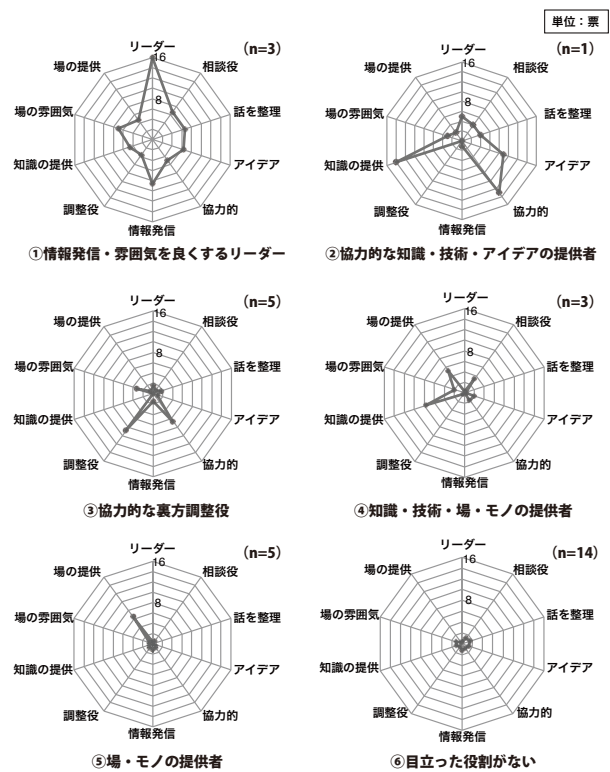 単位：票
リーダー
(n=3)
16
場の提供
相談役
8
場の雰囲気
話を整理
知識の提供
アイデア
調整役
協力的
情報発信
①情報発信・雰囲気を良くするリーダー
リーダー
(n=1)
16
場の提供
相談役
8
場の雰囲気
話を整理
知識の提供
アイデア
調整役
協力的
情報発信
②協力的な知識・技術・アイデアの提供者
リーダー
(n=5)
16
場の提供
相談役
8
場の雰囲気
話を整理
知識の提供
アイデア
調整役
協力的
情報発信
③協力的な裏方調整役
リーダー
(n=3)
16
場の提供
相談役
8
場の雰囲気
話を整理
知識の提供
アイデア
調整役
協力的
情報発信
④知識・技術・場・モノの提供者
リーダー
(n=5)
16
場の提供
相談役
8
場の雰囲気
話を整理
知識の提供
アイデア
調整役
協力的
情報発信
⑤場・モノの提供者
リーダー
(n=14)
16
場の提供
相談役
8
場の雰囲気
話を整理
知識の提供
アイデア
調整役
協力的
情報発信
⑥目立った役割がない